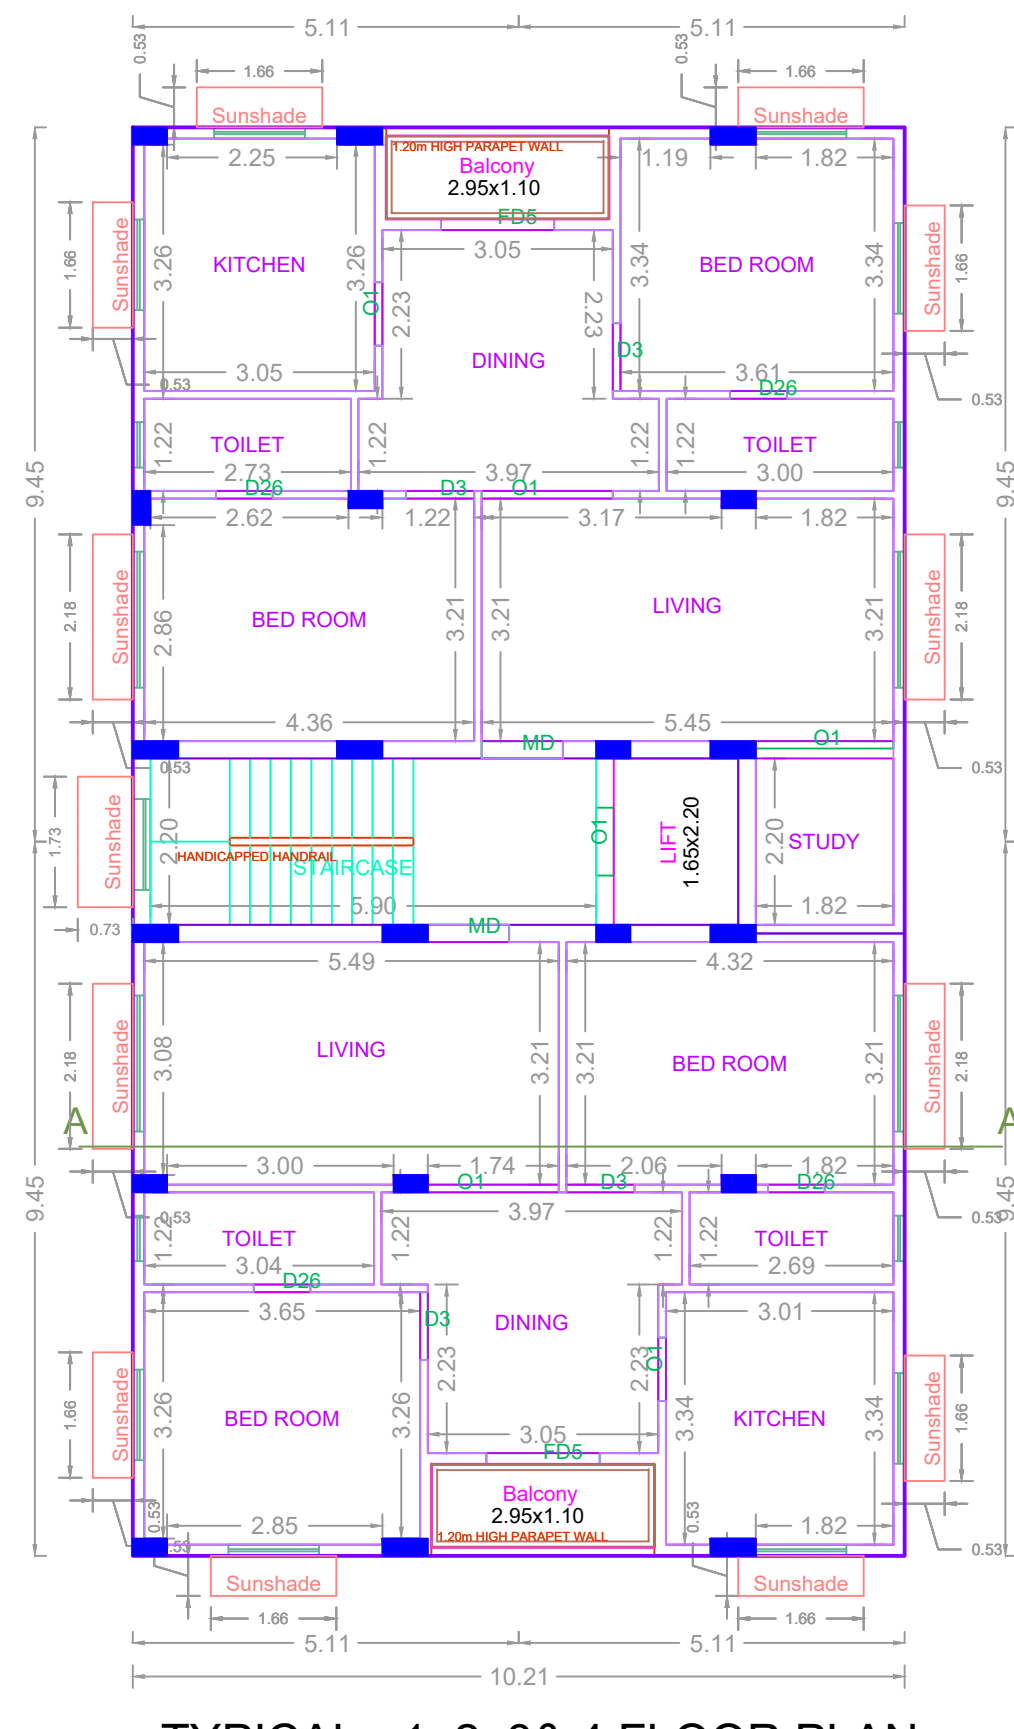 5.11 5.11
0.53 0.53
1.66 1.66
Sunshade Sunshade
2.25 1.20m HIGH PARAPET WALL 1.19 1.82
Balcony
2.95x1.10
FD5
3.05
Sunshade 1.66 3.26 KITCHEN 3.26 O1 2.23 2.23 3.34 BED ROOM 3.34 Sunshade 1.66
DINING D3
3.05 3.61
0.53 D26 0.53
TOILET 1.22 1.22 1.22 1.22 TOILET
2.73 3.97 3.00
9.45 D26 D3 O1 9.45
2.62 1.22 3.17 1.82
Sunshade 2.18 2.86 BED ROOM 3.21 3.21 LIVING 3.21 Sunshade 2.18
4.36 5.45
MD O1
0.53 0.53
Sunshade 1.73 2.20 O1 LIFT 1.65x2.20 2.20 STUDY
HANDICAPPED HANDRAIL
STAIRCASE
5.90 1.82
0.73 MD
5.49 4.32
Sunshade 2.18 3.08 LIVING 3.21 3.21 BED ROOM 3.21 Sunshade 2.18
A A
3.00 1.74 2.06 1.82
O1 D3 D26
9.45 0.53 3.97 0.53 9.45
TOILET 1.22 1.22 1.22 TOILET
3.04 2.69
D26
3.65 D3 DINING 3.01
2.23 2.23 O1
Sunshade 1.66 3.26 BED ROOM 3.26 3.34 KITCHEN 3.34 Sunshade 1.66
3.05
FD5
Balcony
2.95x1.10
0.53 2.85 1.20m HIGH PARAPET WALL 0.53 1.82
0.53 0.53
Sunshade Sunshade
1.66 1.66
5.11 5.11
10.21